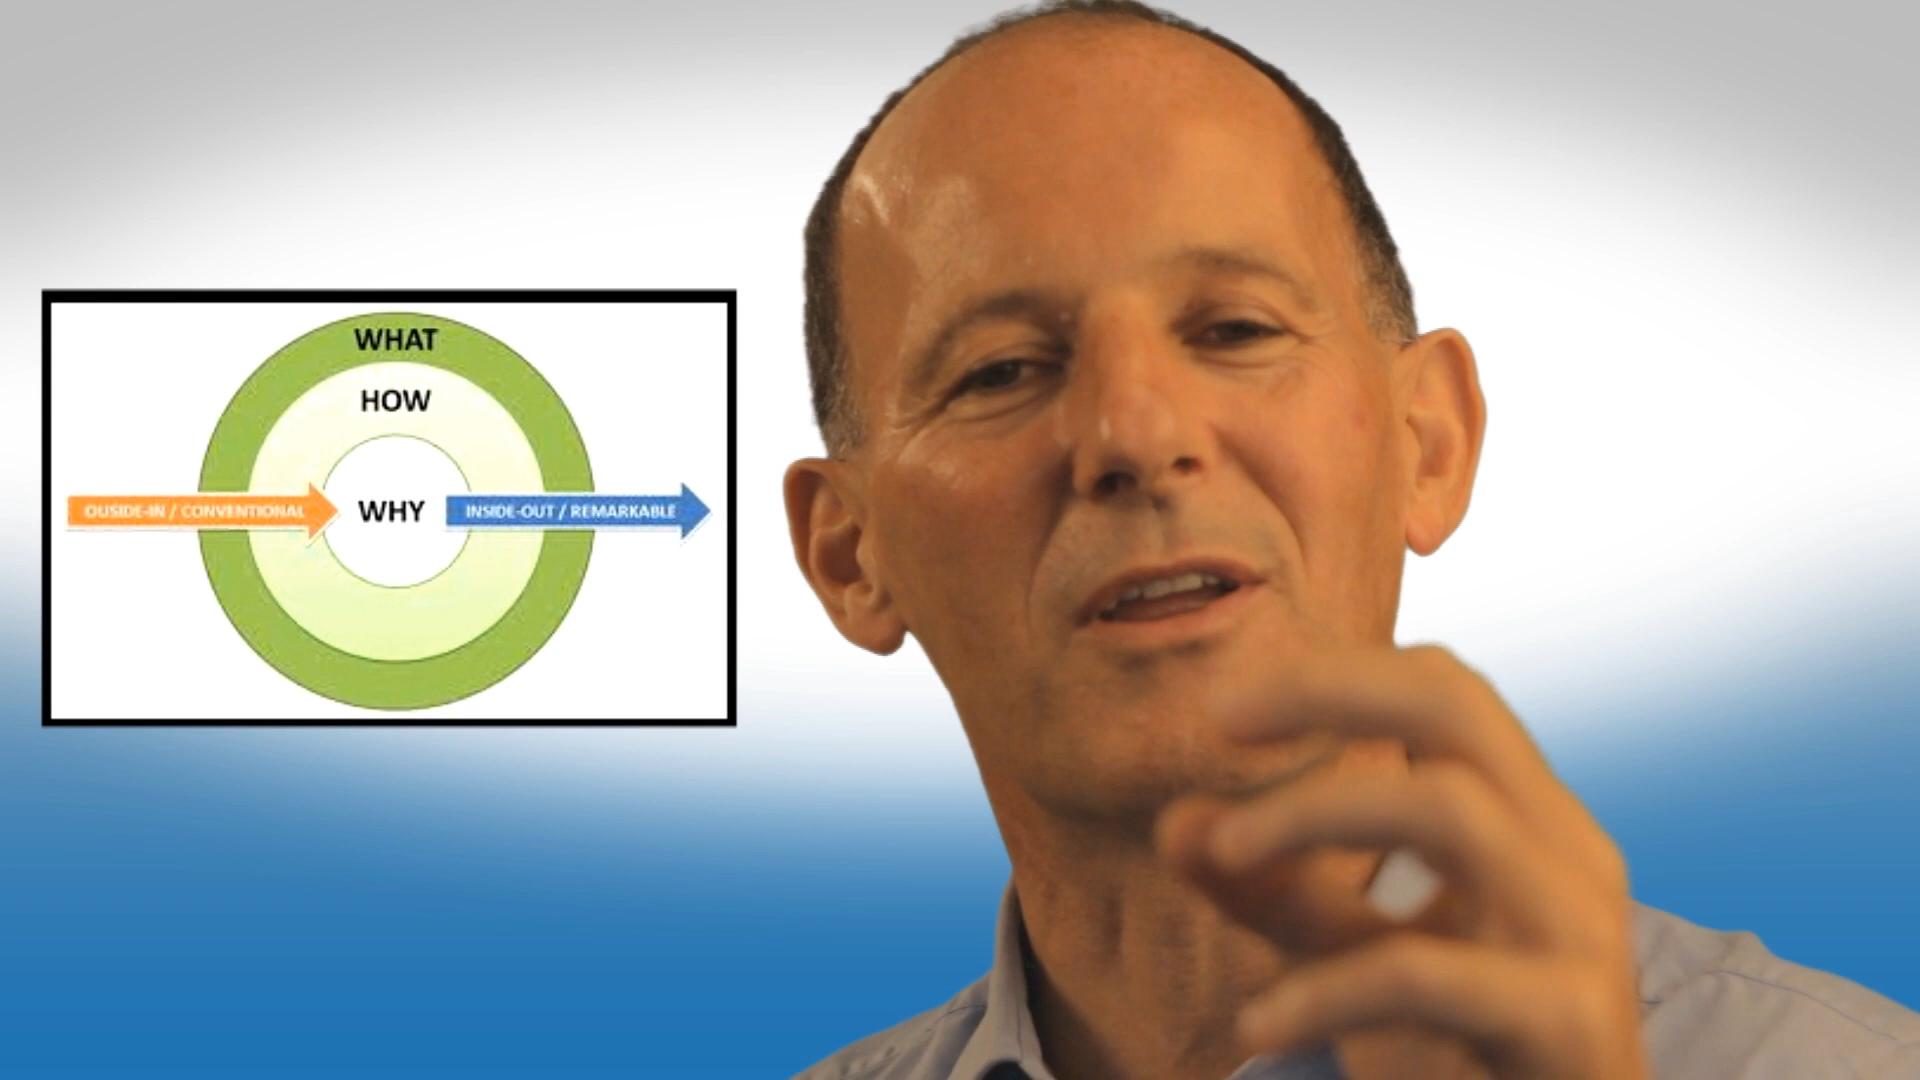 WHAT
HOW
OUSIDE-IN / CONVENTIONAL
WHY
INSIDE-OUT / REMARKABLE